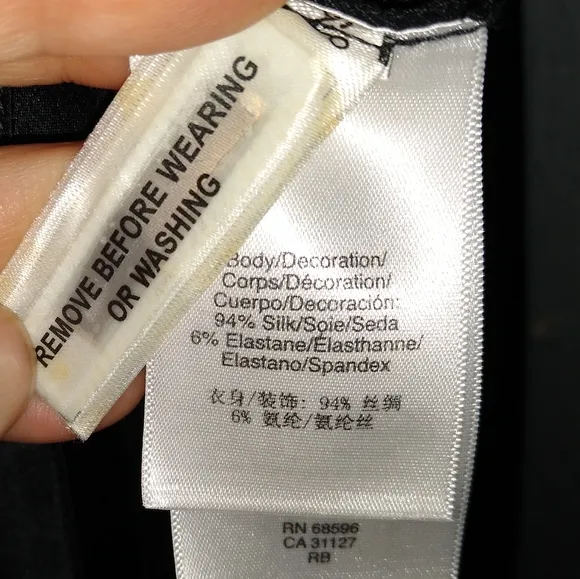 REMOVE BEFORE WEARING
OR WASHING
Body/Decoration/
Corps/Décoration/
Cuerpo/Decoración:
94% Silk/Soie/Seda
6% Elastane/Élasthanne/
Elastano/Spandex
衣身/装饰: 94% 丝绸
6% 氨纶/氨纶丝
RN 68596
CA 31127
RB